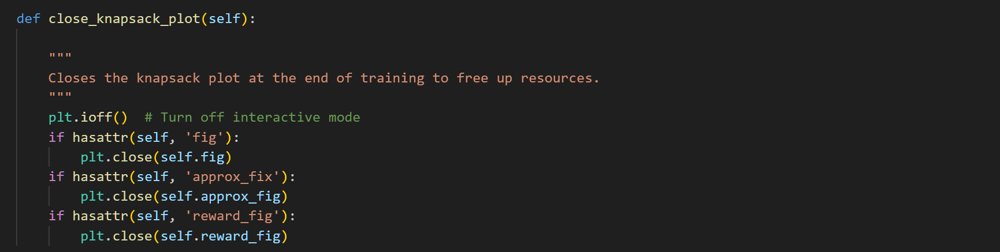 def close_knapsack_plot(self):
"""
Closes the knapsack plot at the end of training to free up resources.
"""
plt.ioff()  # Turn off interactive mode
if hasattr(self, 'fig'):
plt.close(self.fig)
if hasattr(self, 'approx_fix'):
plt.close(self.approx_fig)
if hasattr(self, 'reward_fig'):
plt.close(self.reward_fig)